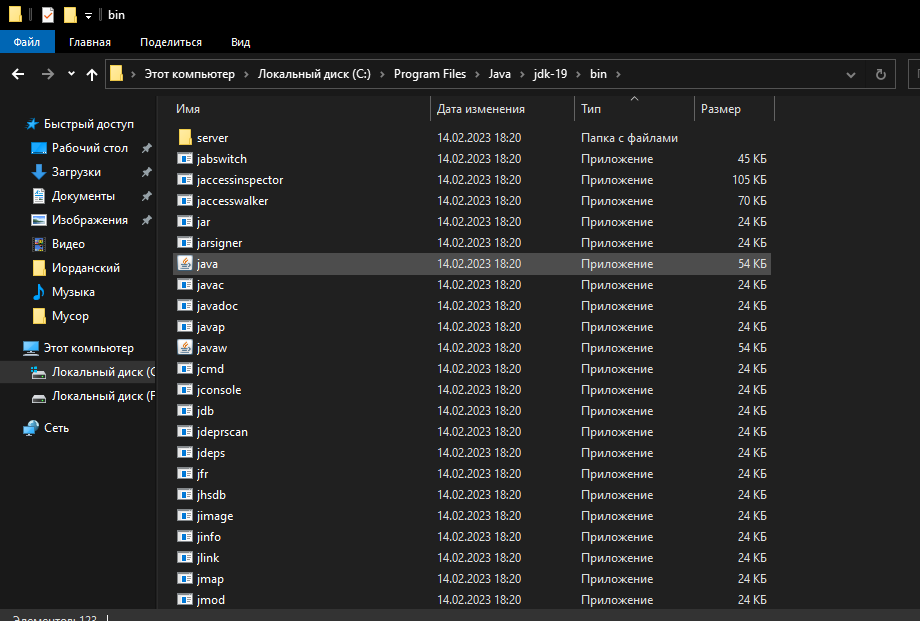 bin
Файл Главная Поделиться Вид
Этот компьютер Локальный диск (C:) Program Files Java jdk-19 bin
Имя Дата изменения Тип Размер
Быстрый доступ
Рабочий стол
Загрузки
Документы
Изображения
Видео
Иорданский
Музыка
Мусор
Этот компьютер
Локальный диск (C
Локальный диск (F
Сеть
server 14.02.2023 18:20 Папка с файлами
jabswitch 14.02.2023 18:20 Приложение 45 КБ
jaccessinspector 14.02.2023 18:20 Приложение 105 КБ
jaccesswalker 14.02.2023 18:20 Приложение 70 КБ
jar 14.02.2023 18:20 Приложение 24 КБ
jarsigner 14.02.2023 18:20 Приложение 24 КБ
java 14.02.2023 18:20 Приложение 54 КБ
javac 14.02.2023 18:20 Приложение 24 КБ
javadoc 14.02.2023 18:20 Приложение 24 КБ
javap 14.02.2023 18:20 Приложение 24 КБ
javaw 14.02.2023 18:20 Приложение 54 КБ
jcmd 14.02.2023 18:20 Приложение 24 КБ
jconsole 14.02.2023 18:20 Приложение 24 КБ
jdb 14.02.2023 18:20 Приложение 24 КБ
jdeprscan 14.02.2023 18:20 Приложение 24 КБ
jdeps 14.02.2023 18:20 Приложение 24 КБ
jfr 14.02.2023 18:20 Приложение 24 КБ
jhsdb 14.02.2023 18:20 Приложение 24 КБ
jimage 14.02.2023 18:20 Приложение 24 КБ
jinfo 14.02.2023 18:20 Приложение 24 КБ
jlink 14.02.2023 18:20 Приложение 24 КБ
jmap 14.02.2023 18:20 Приложение 24 КБ
jmod 14.02.2023 18:20 Приложение 24 КБ
Элементов: 123